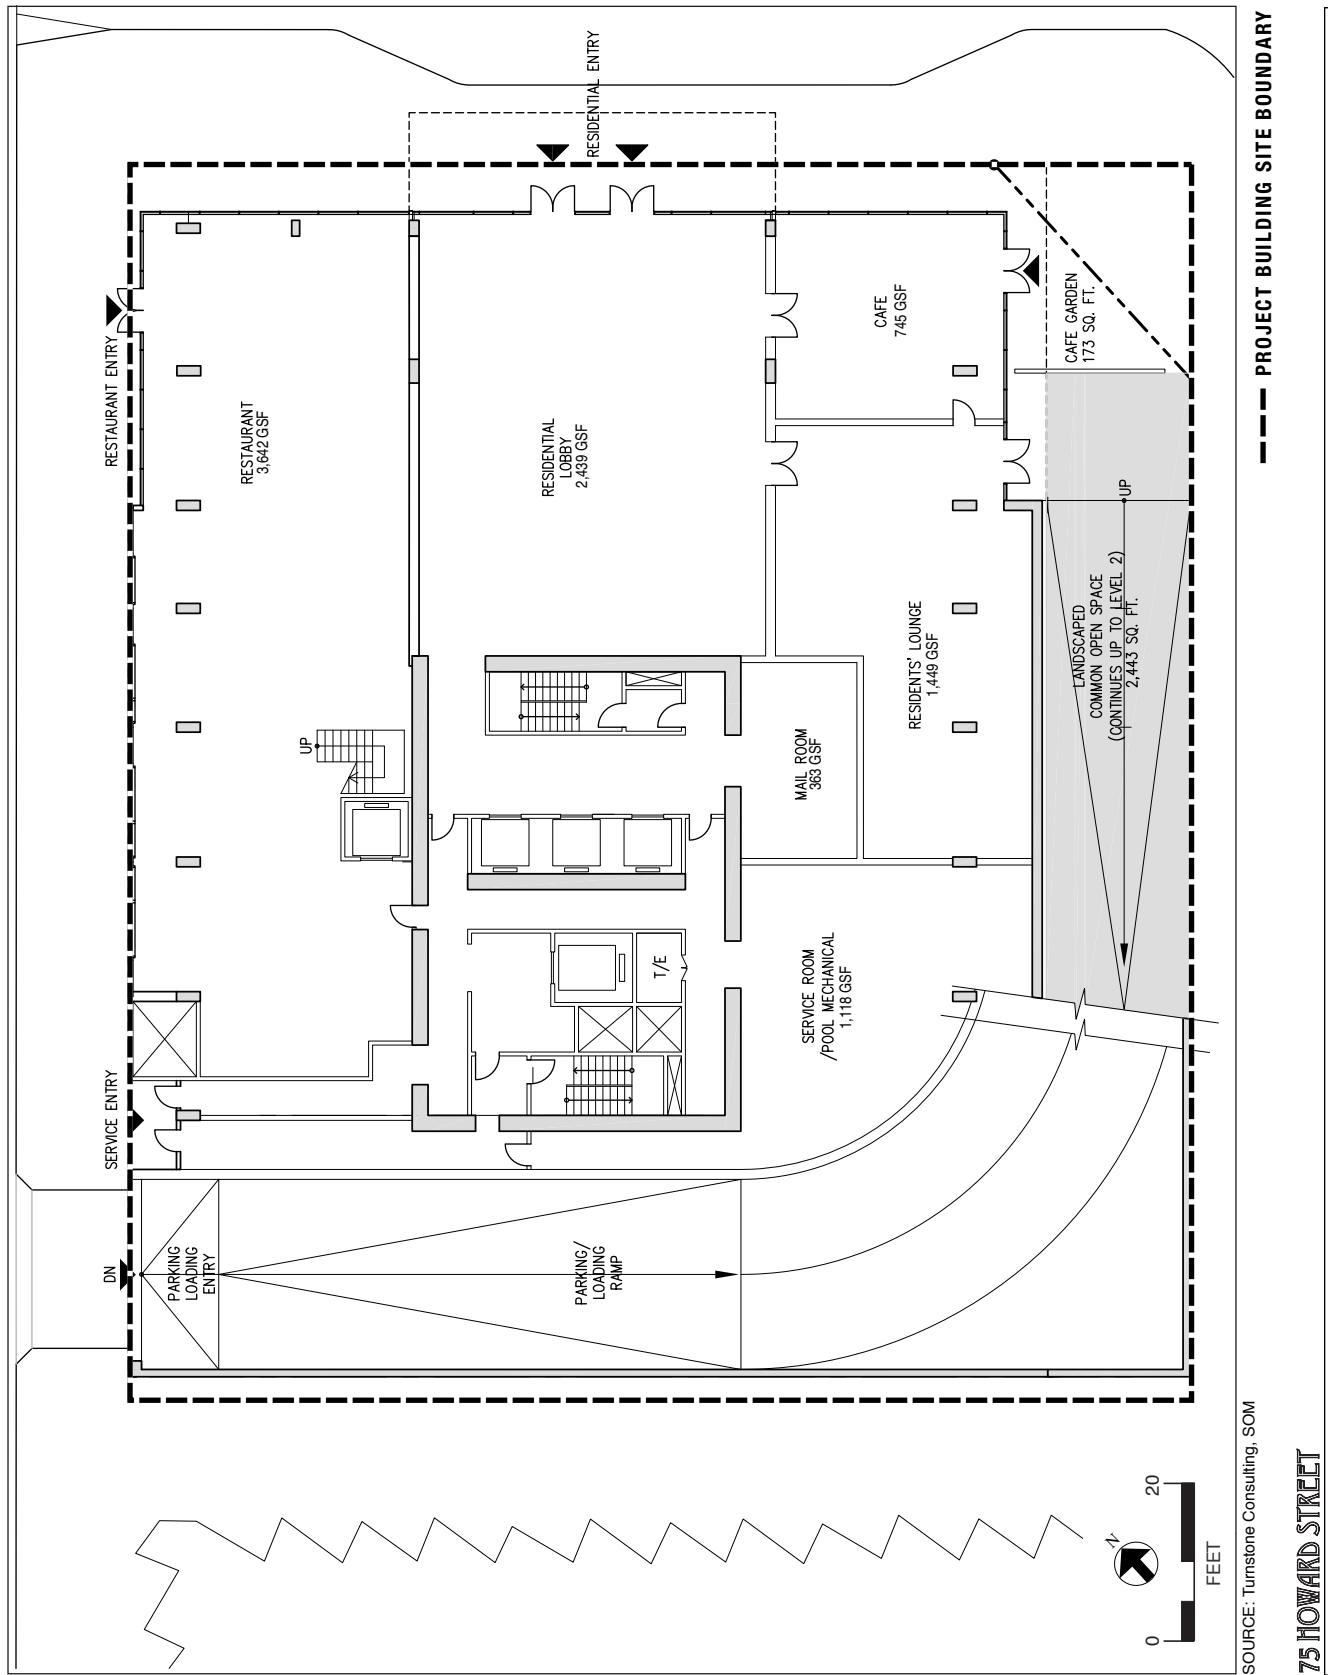 RESIDENTIAL ENTRY
RESTAURANT ENTRY
RESTAURANT
3,642 GSF
RESIDENTIAL
LOBBY
2,439 GSF
CAFE
745 GSF
CAFE GARDEN
173 SQ. FT.
UP
RESIDENTS' LOUNGE
1,449 GSF
MAIL ROOM
363 GSF
UP
LANDSCAPED
COMMON OPEN SPACE
(CONTINUES UP TO LEVEL 2)
2,443 SQ. FT.
T/E
SERVICE ROOM
/POOL MECHANICAL
1,118 GSF
SERVICE ENTRY
DN
PARKING
LOADING
ENTRY
PARKING/
LOADING
RAMP
N
0
20
FEET
PROJECT BUILDING SITE BOUNDARY
SOURCE: Turnstone Consulting, SOM
75 HOWARD STREET